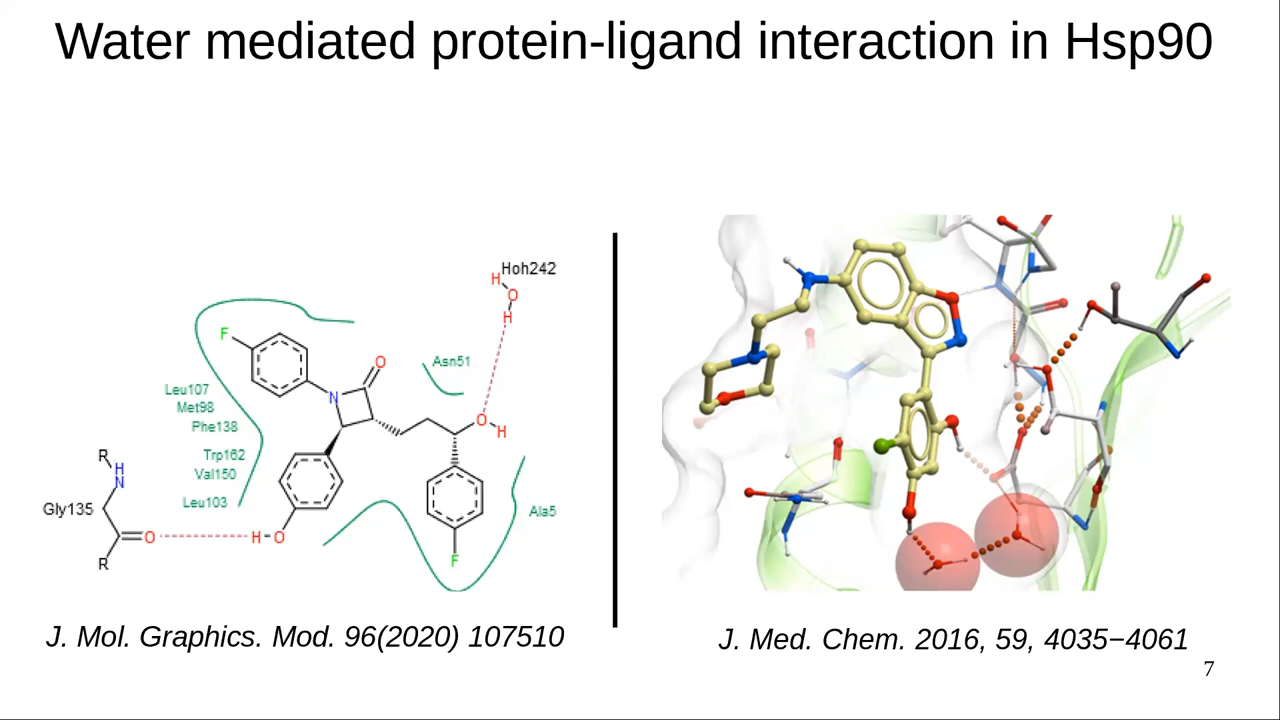 Water mediated protein-ligand interaction in Hsp90
Hoh242
H
O
H
F
O
Asn51
Leu107
N
Met98
O
Phe138
H
R
Trp162
H
Val150
N
Leu103
Gly135
Ala5
O
H
O
F
R
J. Mol. Graphics. Mod. 96(2020) 107510
J. Med. Chem. 2016, 59, 4035−4061
7